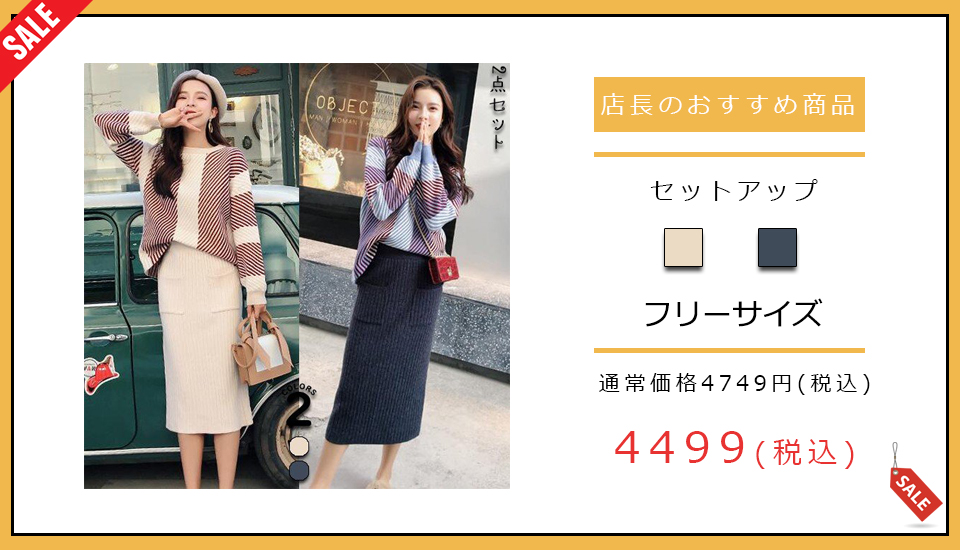 SALE
2点セット
OBJECT
MAN WOMAN
COLORS
2
店長のおすすめ商品
セットアップ
フリーサイズ
通常価格4749円(税込)
4499(税込)
SALE